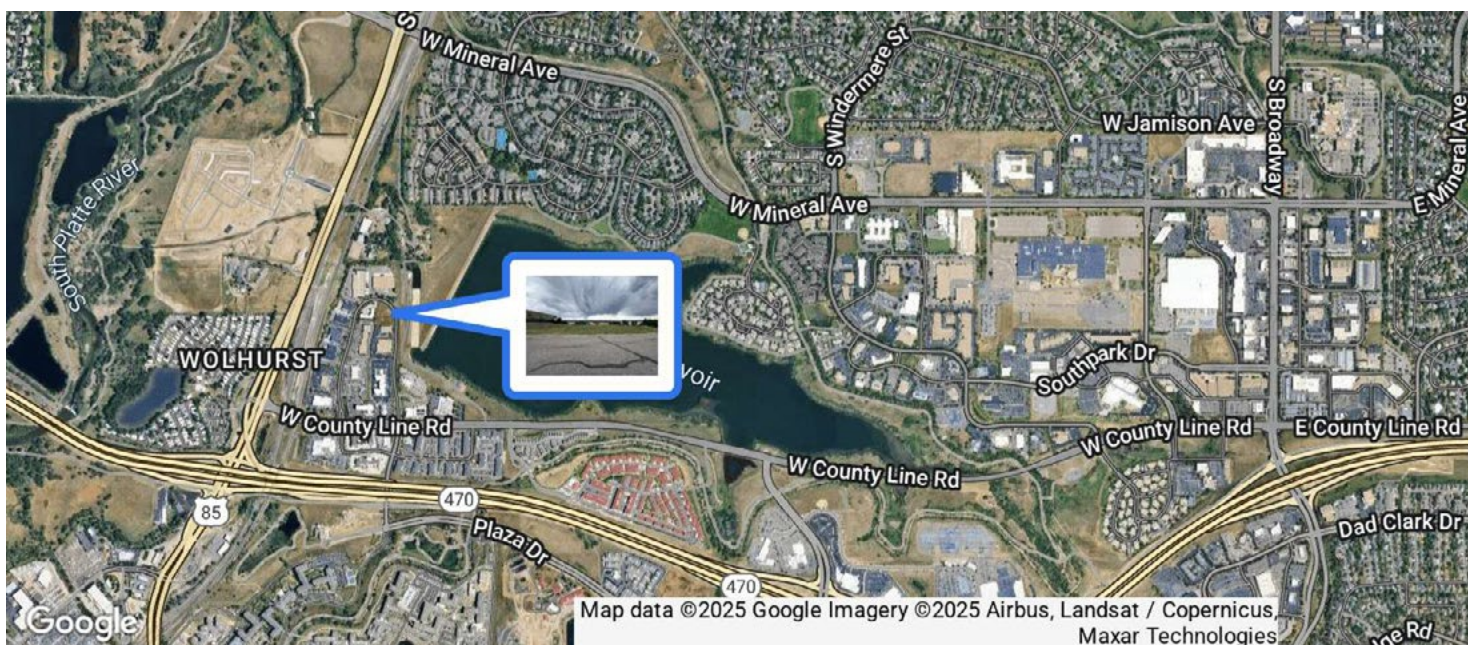 S
W Mineral Ave
S Windermere St
W Jamison Ave
S Broadway
E Mineral Ave
South Platte River
W Mineral Ave
WOLHURST
voir
Southpark Dr
W County Line Rd
W County Line Rd
E County Line Rd
W County Line Rd
470
85
Plaza Dr
Dad Clark Dr
470
Google
Map data ©2025 Google Imagery ©2025 Airbus, Landsat / Copernicus,
Maxar Technologies
ge Rd